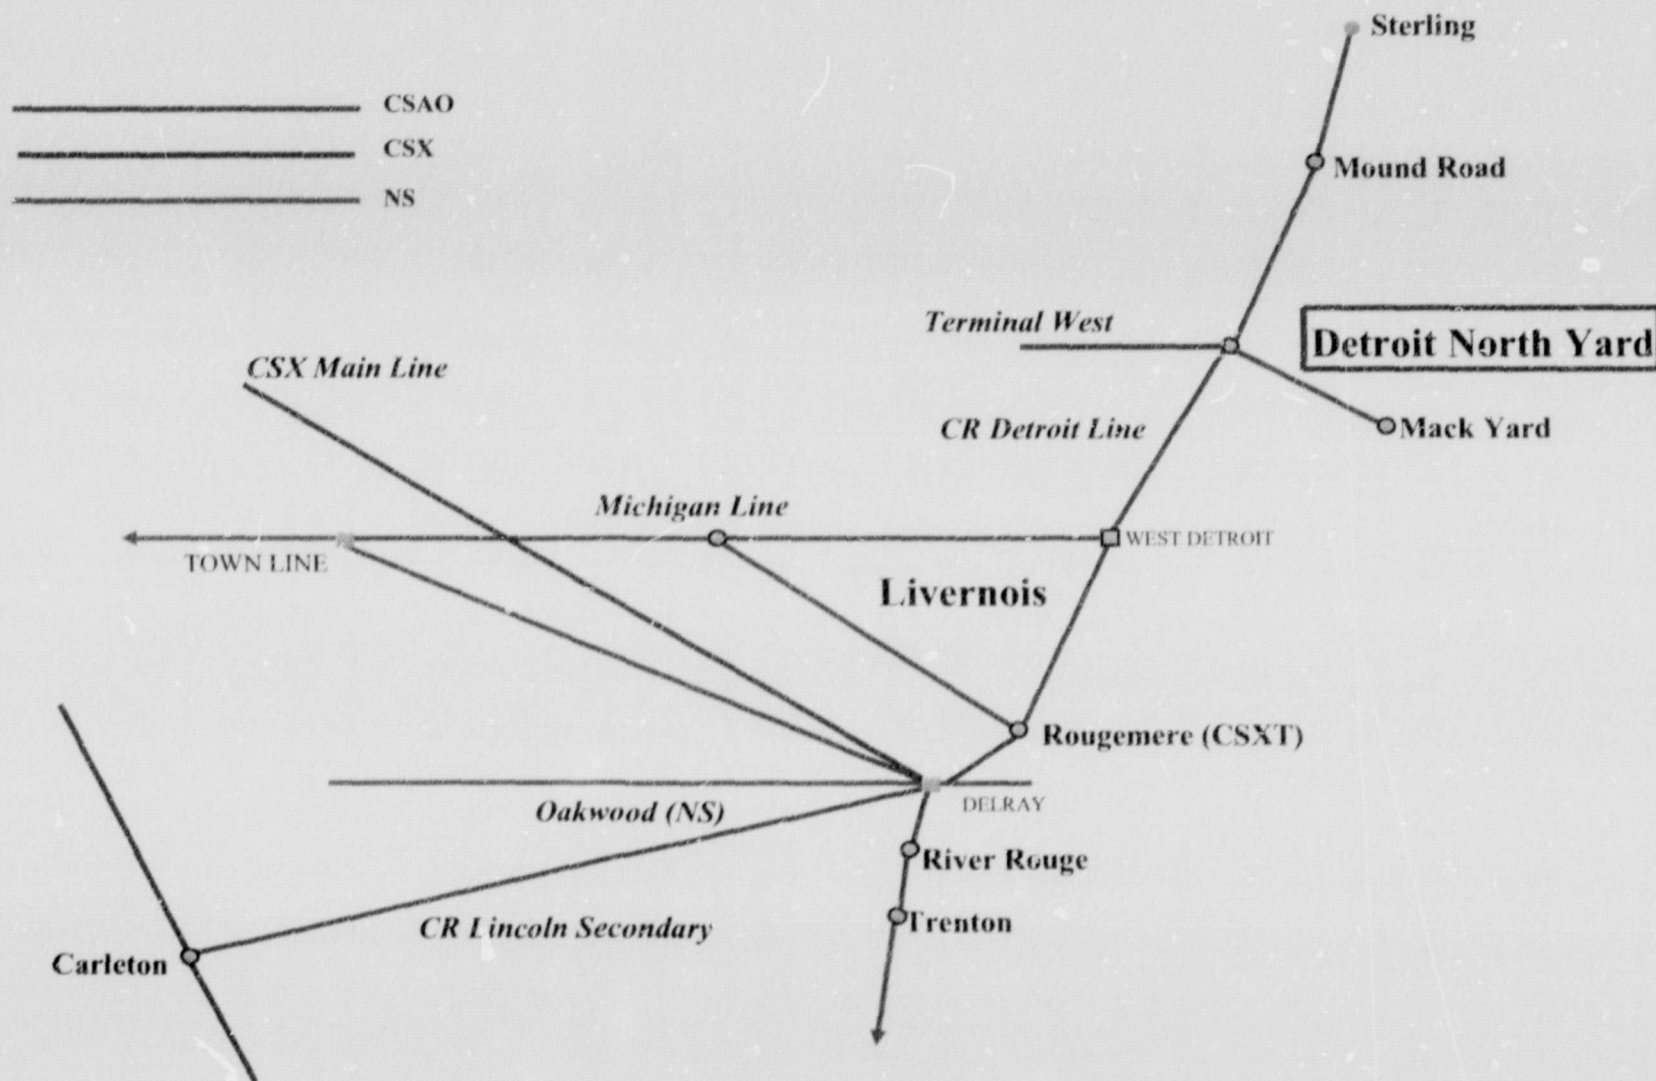 Sterling
CSAO
CSX
NS
Mound Road
Terminal West
Detroit North Yard
CSX Main Line
CR Detroit Line
Mack Yard
Michigan Line
WEST DETROIT
TOWN LINE
Livernois
Rougemere (CSXT)
Oakwood (NS)
DELRAY
River Rouge
Trenton
CR Lincoln Secondary
Carleton